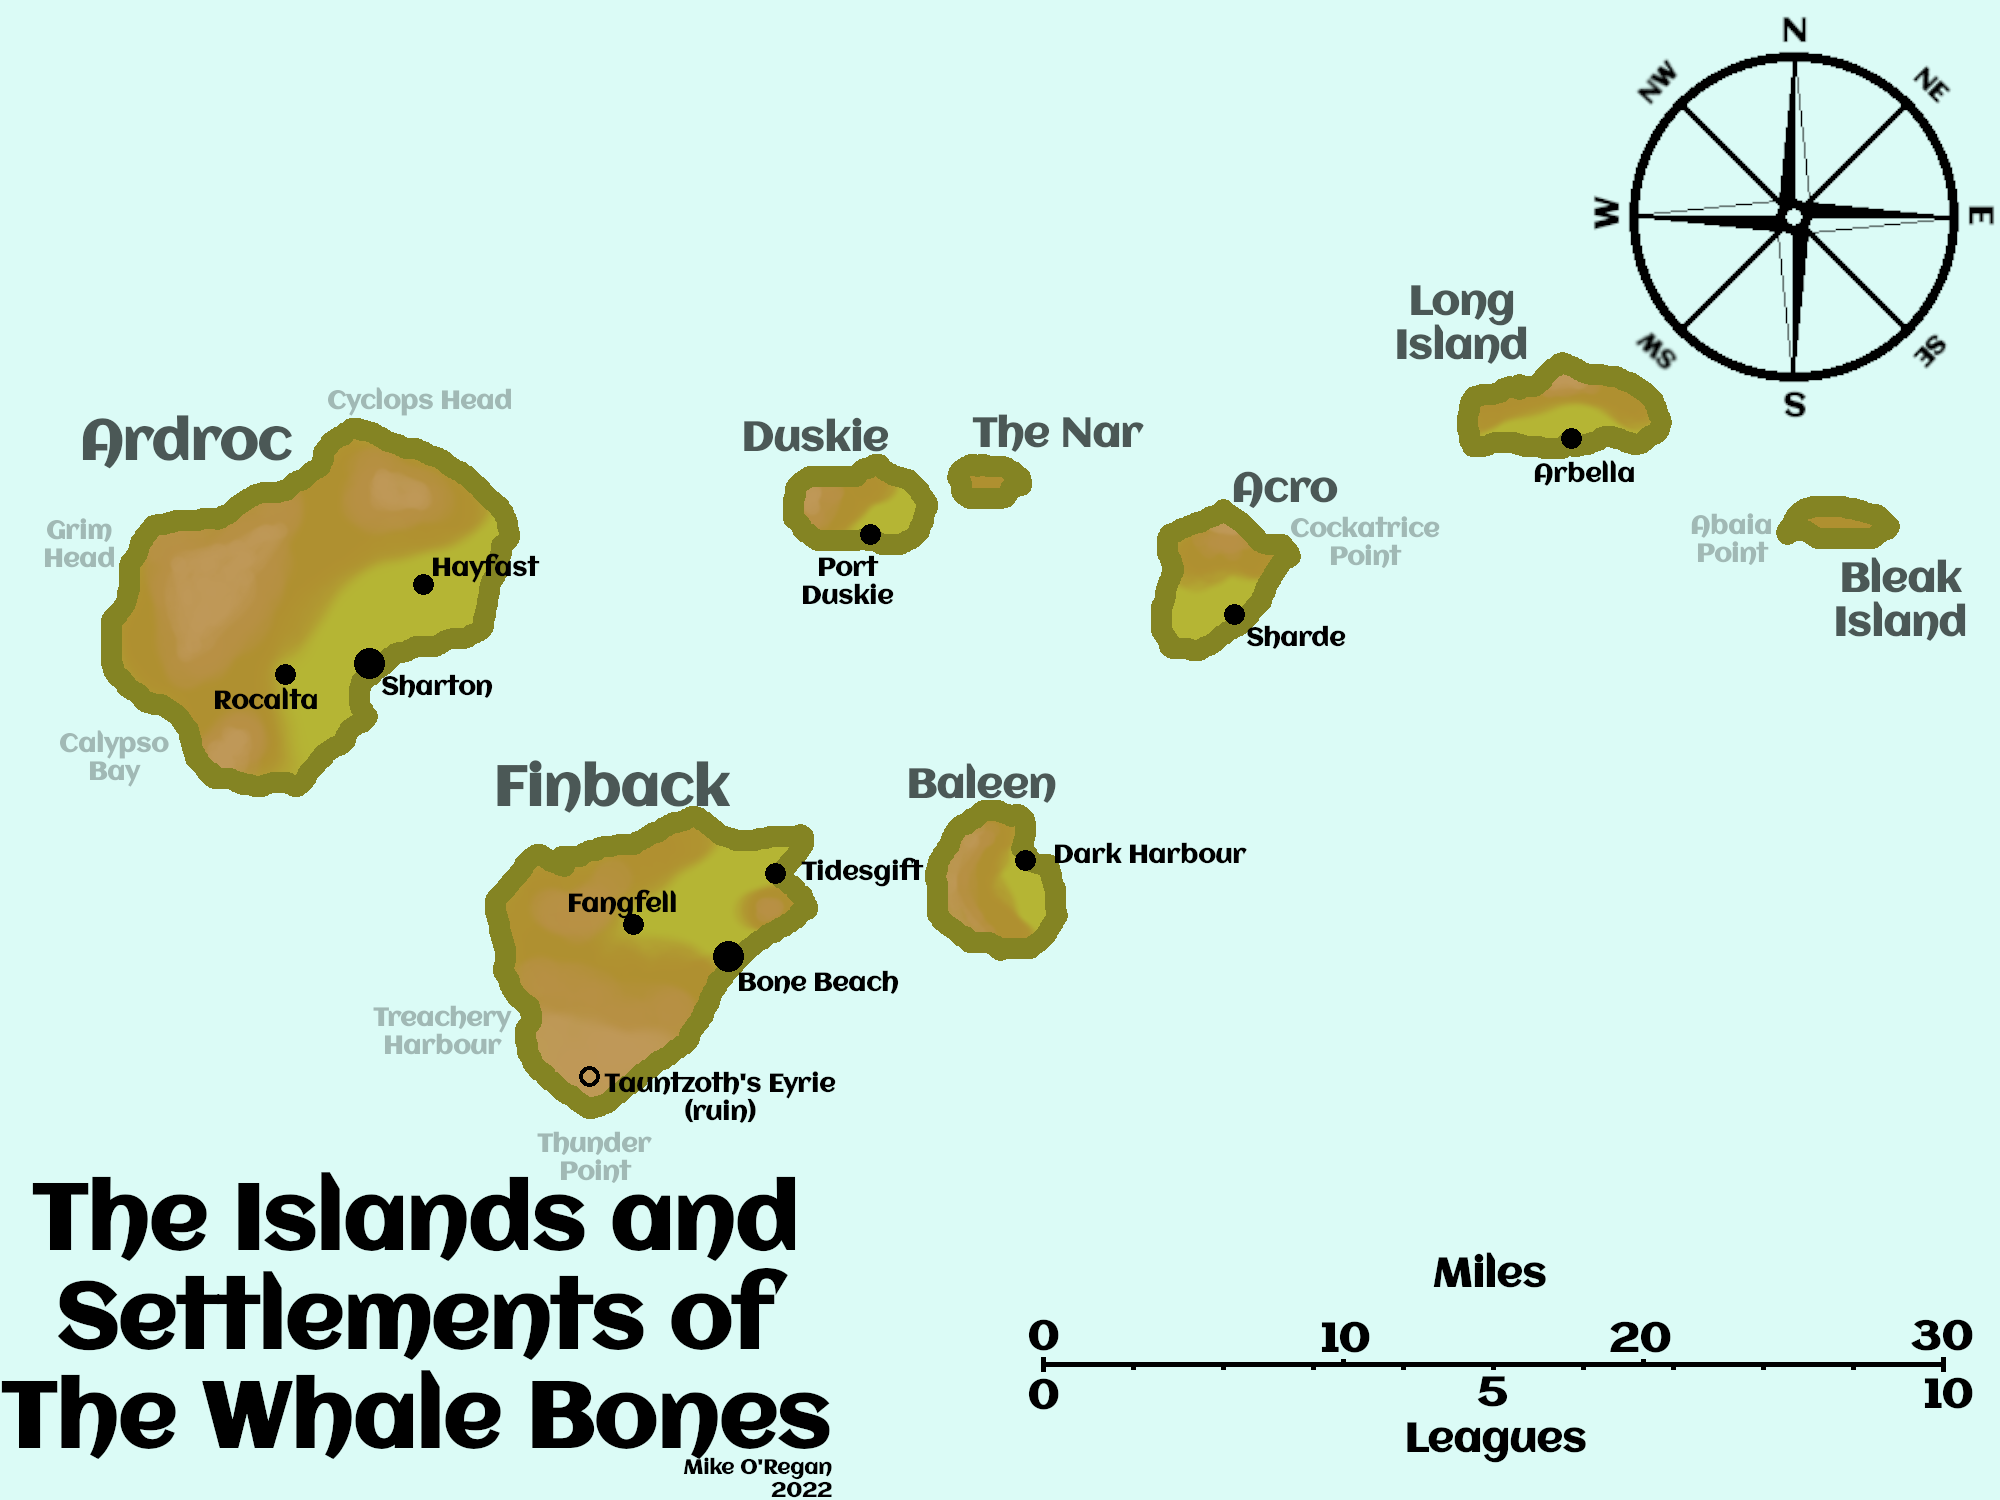 N
NW
NE
W
E
SW
SE
S
Long
Island
Arbella
Cyclops Head
Ardroc
Grim
Head
Hayfast
Rocalta
Sharton
Calypso
Bay
Duskie
Port
Duskie
The Nar
Acro
Cockatrice
Point
Sharde
Abaia
Point
Bleak
Island
Finback
Tidesgift
Fangfell
Bone Beach
Treachery
Harbour
Tauntzoth's Eyrie
(ruin)
Thunder
Point
Baleen
Dark Harbour
The Islands and
Settlements of
The Whale Bones
Mike O'Regan
2022
Miles
0 10 20 30
0 5 10
Leagues